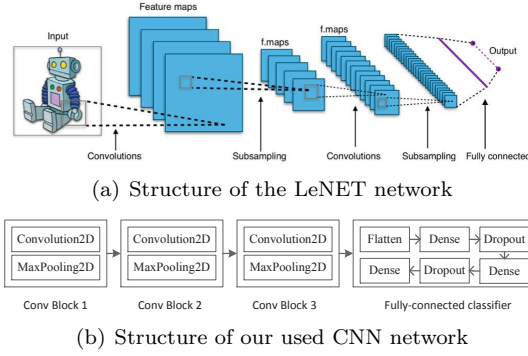 Feature maps
Input
f.maps
f.maps
Output
Convolutions
Subsampling
Convolutions
Subsampling
Fully connected
(a) Structure of the LeNET network
Convolution2D
MaxPooling2D
Conv Block 1
Convolution2D
MaxPooling2D
Conv Block 2
Convolution2D
MaxPooling2D
Conv Block 3
Flatten
Dense
Dropout
Dense
Dropout
Dense
Fully-connected classifier
(b) Structure of our used CNN network